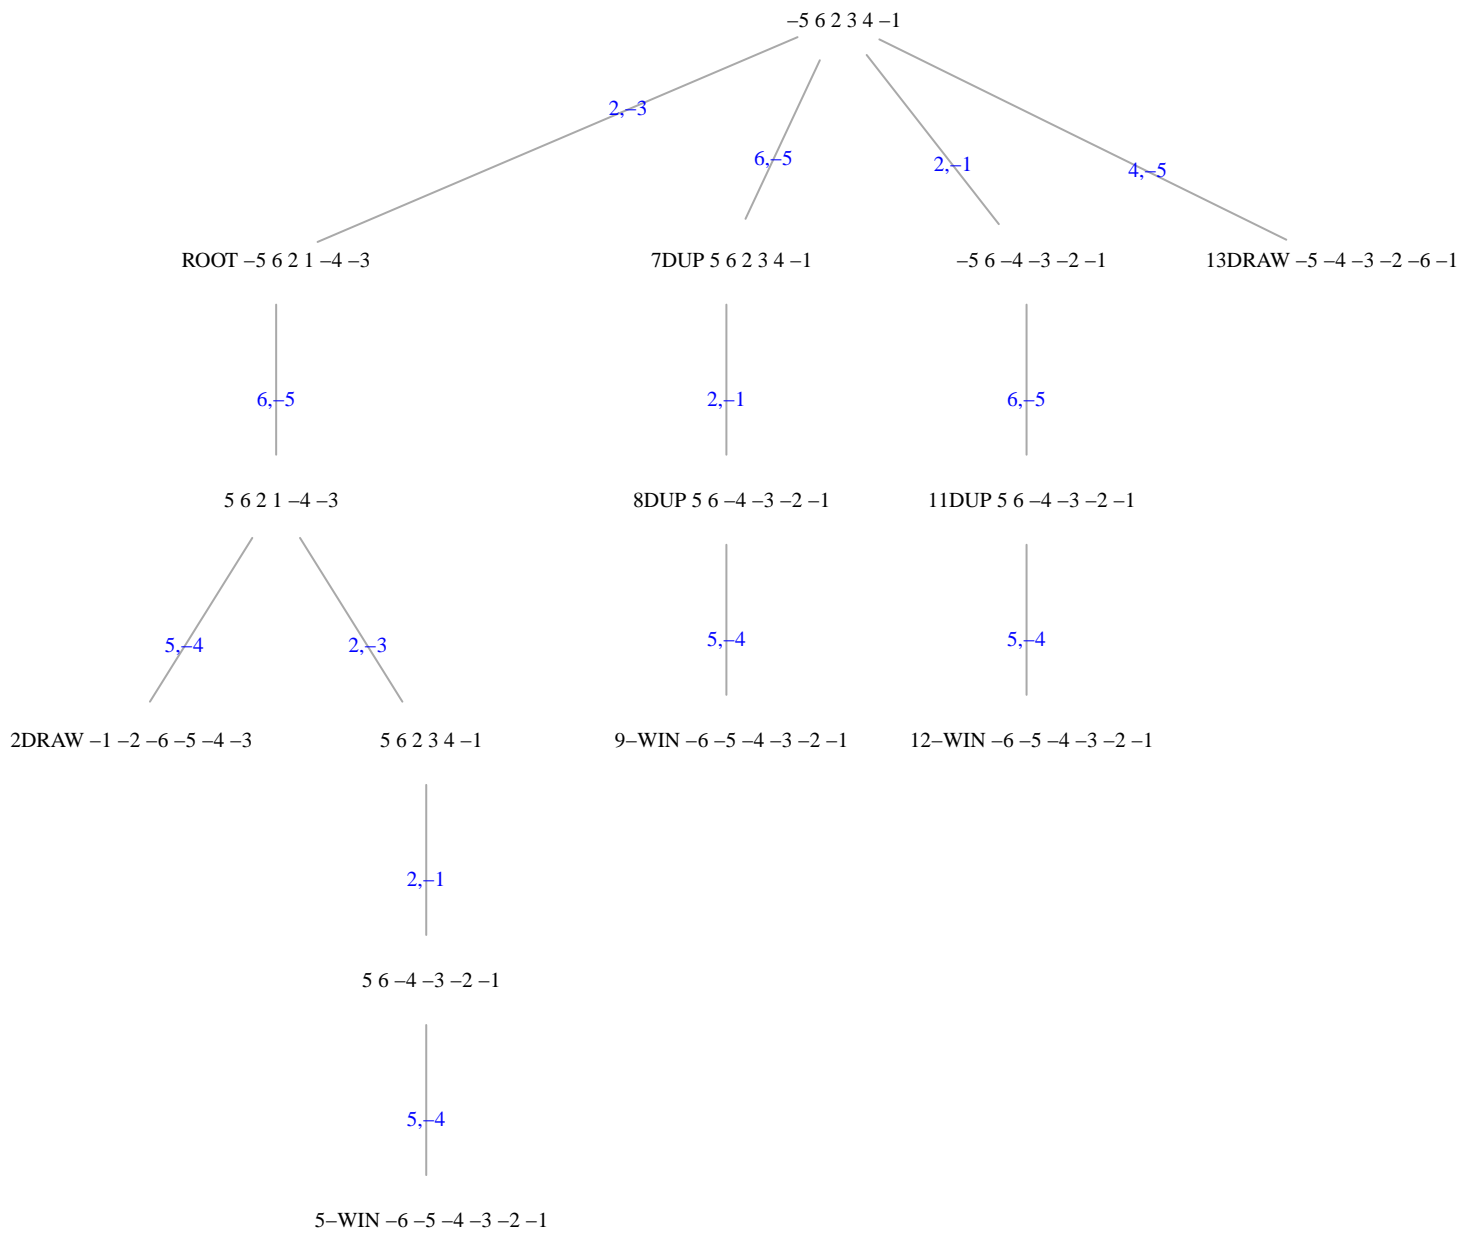 –5 6 2 3 4 –1
2,–3
6,–5
2,–1
4,–5
ROOT –5 6 2 1 –4 –3
7DUP 5 6 2 3 4 –1
–5 6 –4 –3 –2 –1
13DRAW –5 –4 –3 –2 –6 –1
6,–5
2,–1
6,–5
5 6 2 1 –4 –3
8DUP 5 6 –4 –3 –2 –1
11DUP 5 6 –4 –3 –2 –1
5,–4
2,–3
5,–4
5,–4
2DRAW –1 –2 –6 –5 –4 –3
5 6 2 3 4 –1
9–WIN –6 –5 –4 –3 –2 –1
12–WIN –6 –5 –4 –3 –2 –1
2,–1
5 6 –4 –3 –2 –1
5,–4
5–WIN –6 –5 –4 –3 –2 –1